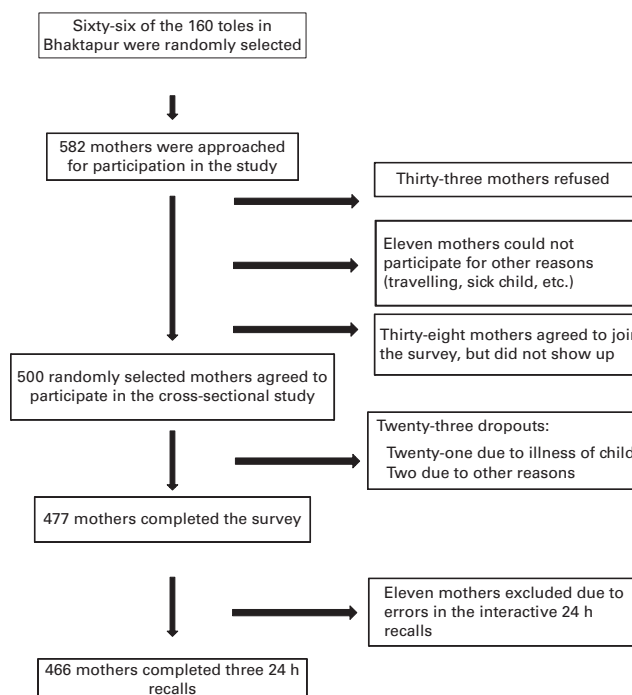 Sixty-six of the 160 toles in
Bhaktapur were randomly selected
582 mothers were approached
for participation in the study
Thirty-three mothers refused
Eleven mothers could not
participate for other reasons
(travelling, sick child, etc.)
Thirty-eight mothers agreed to join
the survey, but did not show up
500 randomly selected mothers agreed to
participate in the cross-sectional study
Twenty-three dropouts:
Twenty-one due to illness of child
Two due to other reasons
477 mothers completed the survey
Eleven mothers excluded due to
errors in the interactive 24 h
recalls
466 mothers completed three 24 h
recalls